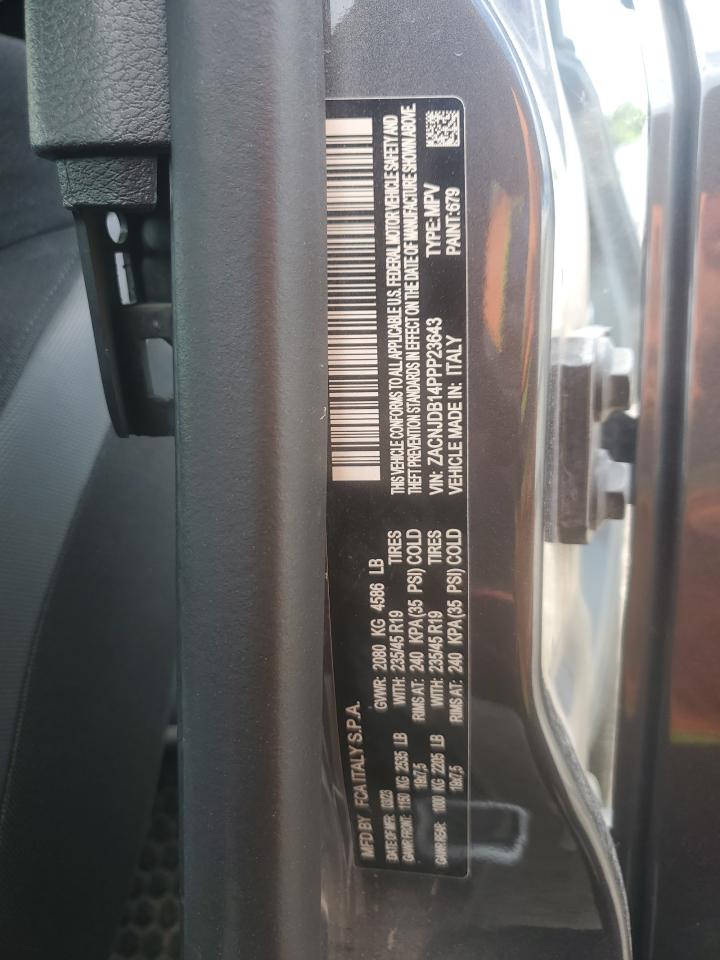 MFD BY FCA ITALY S.P.A.
DATE OF MFR: 03/23 GVWR: 2080 KG 4586 LB
GAWR FRONT: 1150 KG 2535 LB WITH: 235/45 R19 TIRES
19x7,5 RIMS AT: 240 KPA(35 PSI) COLD
GAWR REAR: 1000 KG 2205 LB WITH: 235/45 R19 TIRES
19x7,5 RIMS AT: 240 KPA(35 PSI) COLD
THIS VEHICLE CONFORMS TO ALL APPLICABLE U.S. FEDERAL MOTOR VEHICLE SAFETY AND
THEFT PREVENTION STANDARDS IN EFFECT ON THE DATE OF MANUFACTURE SHOWN ABOVE.
VIN: ZACNJDB14PPP23643 TYPE: MPV
VEHICLE MADE IN: ITALY PAINT: 679